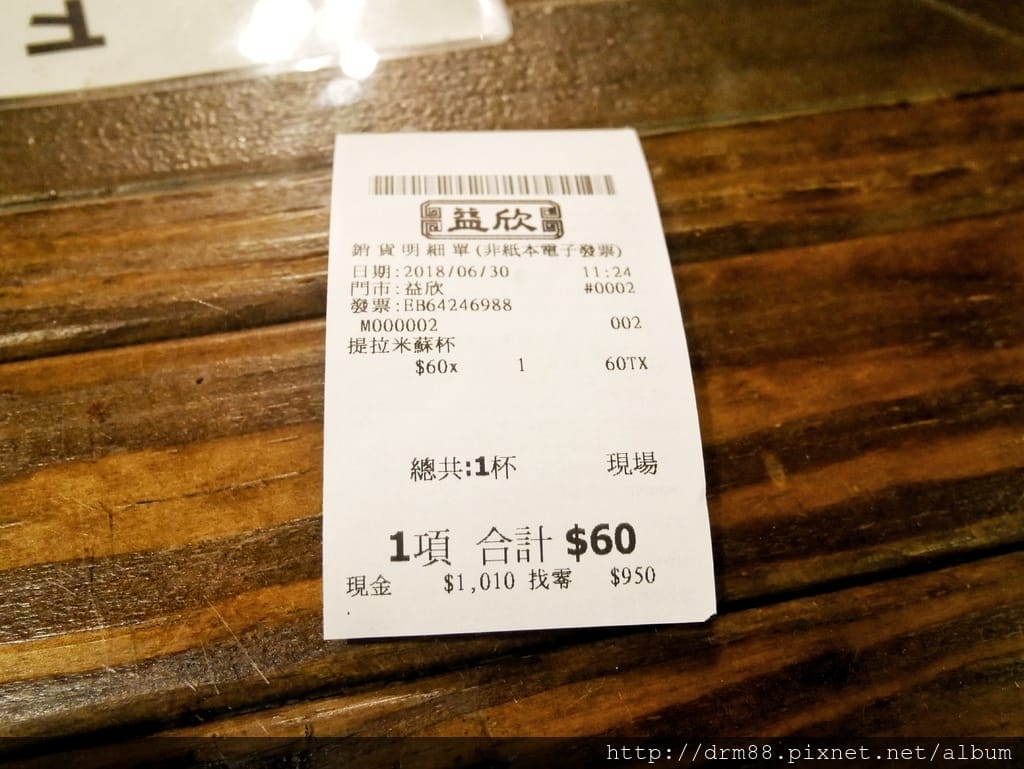 下
益欣
銷貨明細單(非紙本電子發票)
日期:2018/06/30 11:24
門市:益欣 #0002
發票:EB64246988
M000002 002
提拉米蘇杯
$60x 1 60TX
總共:1杯 現場
1項 合計 $60
現金 $1,010 找零 $950
http://drm88.pixnet.net/album